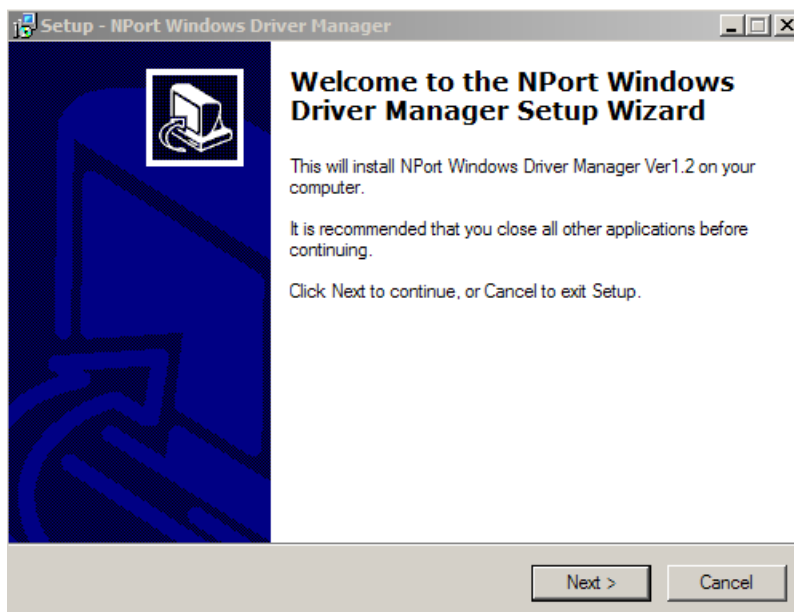 Setup - NPort Windows Driver Manager
Welcome to the NPort Windows
Driver Manager Setup Wizard
This will install NPort Windows Driver Manager Ver1.2 on your
computer.
It is recommended that you close all other applications before
continuing.
Click Next to continue, or Cancel to exit Setup.
Next >
Cancel